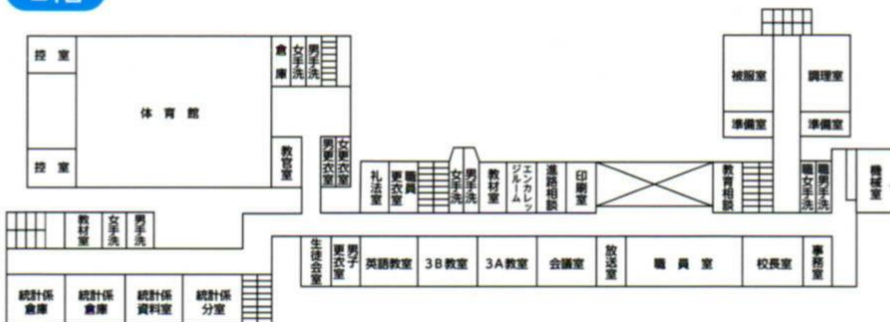 控室
体育館
倉庫
女手洗
男手洗
控室
教官室
男更衣室
女更衣室
被服室
調理室
準備室
準備室
礼法室
職員更衣室
女手洗
男手洗
教材室
エンカレッジルーム
進路相談
印刷室
教育相談
職女手洗
職男手洗
機械室
教材室
女手洗
男手洗
生徒会室
男子更衣室
英語教室
3B教室
3A教室
会議室
放送室
職員室
校長室
事務室
統計係倉庫
統計係倉庫
統計係資料室
統計係分室